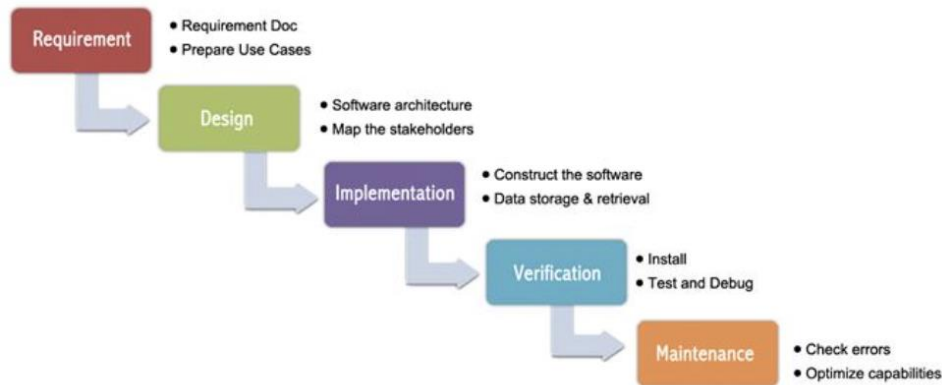 Requirement
• Requirement Doc
• Prepare Use Cases
Design
• Software architecture
• Map the stakeholders
Implementation
• Construct the software
• Data storage & retrieval
Verification
• Install
• Test and Debug
Maintenance
• Check errors
• Optimize capabilities